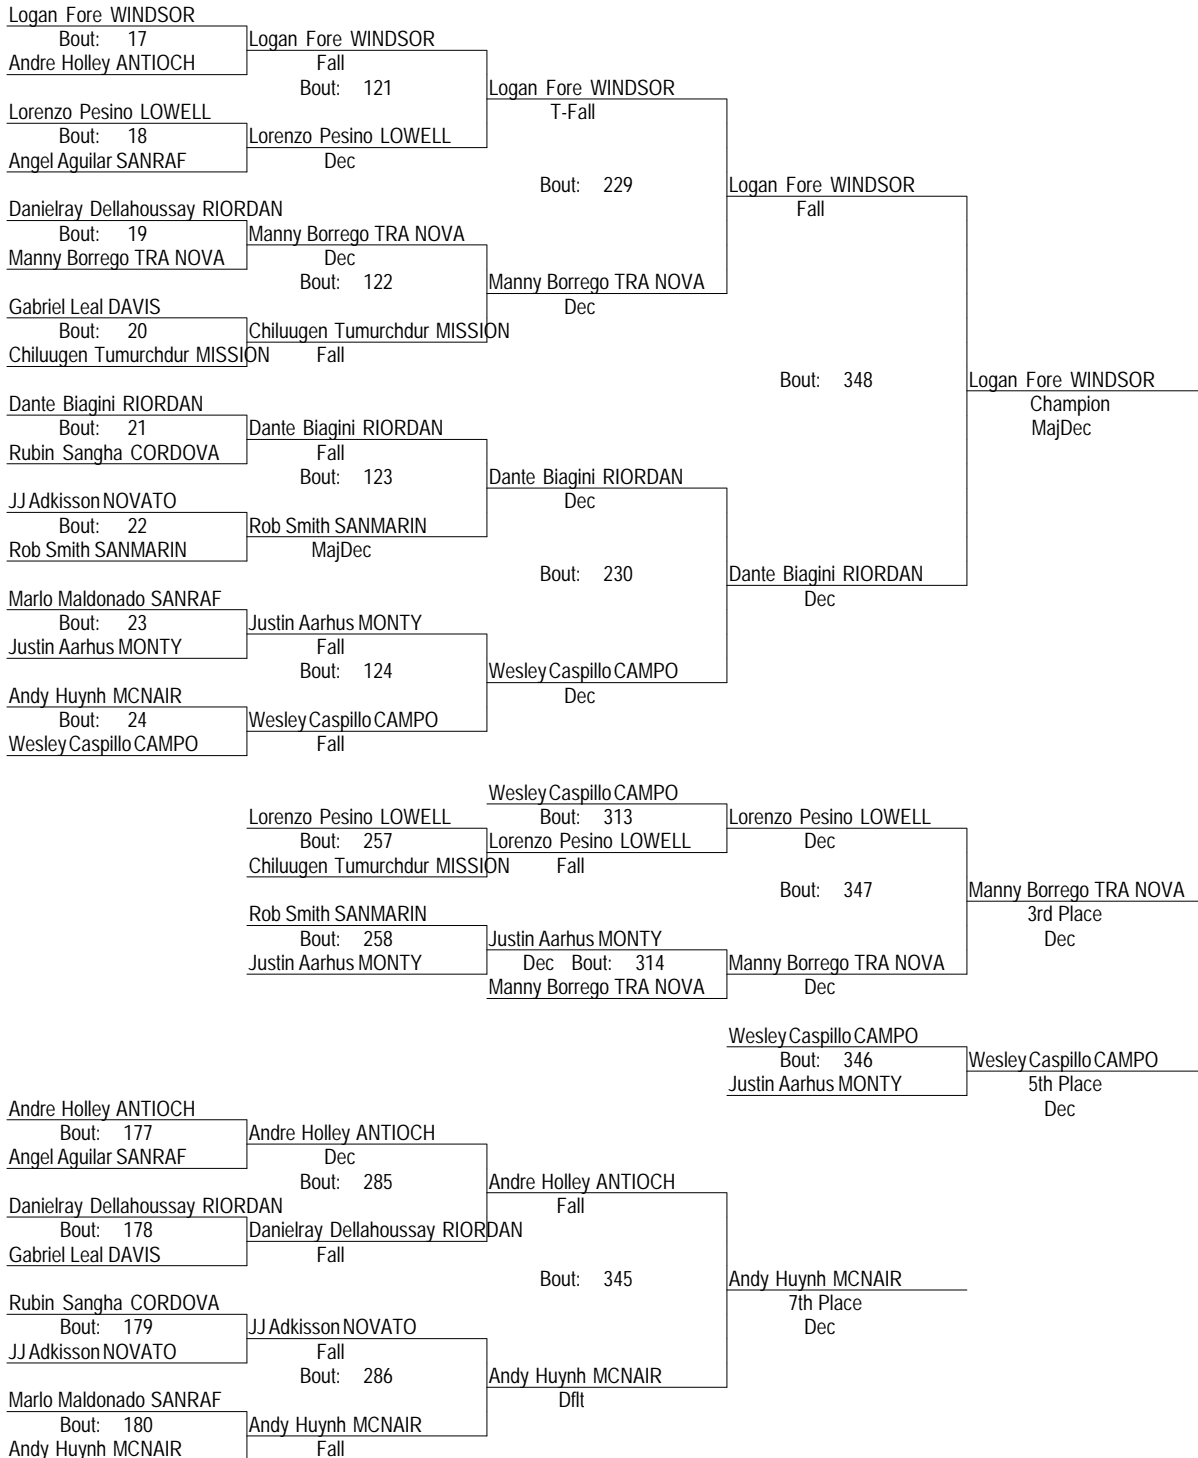 Logan Fore WINDSOR
Bout: 17
Andre Holley ANTIOCH
Logan Fore WINDSOR
Fall
Bout: 121
Lorenzo Pesino LOWELL
Bout: 18
Angel Aguilar SANRAF
Lorenzo Pesino LOWELL
Dec
Logan Fore WINDSOR
T-Fall
Bout: 229
Danielray Dellahoussay RIORDAN
Bout: 19
Manny Borrego TRA NOVA
Manny Borrego TRA NOVA
Dec
Bout: 122
Gabriel Leal DAVIS
Bout: 20
Chiluugen Tumurchdur MISSION
Chiluugen Tumurchdur MISSION
Fall
Manny Borrego TRA NOVA
Dec
Logan Fore WINDSOR
Fall
Bout: 348
Logan Fore WINDSOR
Champion
MajDec
Dante Biagini RIORDAN
Bout: 21
Rubin Sangha CORDOVA
Dante Biagini RIORDAN
Fall
Bout: 123
JJ Adkisson NOVATO
Bout: 22
Rob Smith SANMARIN
Rob Smith SANMARIN
MajDec
Dante Biagini RIORDAN
Dec
Bout: 230
Dante Biagini RIORDAN
Dec
Marlo Maldonado SANRAF
Bout: 23
Justin Aarhus MONTY
Justin Aarhus MONTY
Fall
Bout: 124
Andy Huynh MCNAIR
Bout: 24
Wesley Caspillo CAMPO
Wesley Caspillo CAMPO
Fall
Wesley Caspillo CAMPO
Dec
Lorenzo Pesino LOWELL
Bout: 257
Chiluugen Tumurchdur MISSION
Wesley Caspillo CAMPO
Bout: 313
Lorenzo Pesino LOWELL
Fall
Lorenzo Pesino LOWELL
Dec
Bout: 347
Manny Borrego TRA NOVA
3rd Place
Dec
Rob Smith SANMARIN
Bout: 258
Justin Aarhus MONTY
Justin Aarhus MONTY
Dec Bout: 314
Manny Borrego TRA NOVA
Manny Borrego TRA NOVA
Dec
Wesley Caspillo CAMPO
Bout: 346
Justin Aarhus MONTY
Wesley Caspillo CAMPO
5th Place
Dec
Andre Holley ANTIOCH
Bout: 177
Angel Aguilar SANRAF
Andre Holley ANTIOCH
Dec
Bout: 285
Danielray Dellahoussay RIORDAN
Bout: 178
Gabriel Leal DAVIS
Danielray Dellahoussay RIORDAN
Fall
Andre Holley ANTIOCH
Fall
Bout: 345
Andy Huynh MCNAIR
7th Place
Dec
Rubin Sangha CORDOVA
Bout: 179
JJ Adkisson NOVATO
JJ Adkisson NOVATO
Fall
Bout: 286
Marlo Maldonado SANRAF
Bout: 180
Andy Huynh MCNAIR
Andy Huynh MCNAIR
Fall
Andy Huynh MCNAIR
Dflt